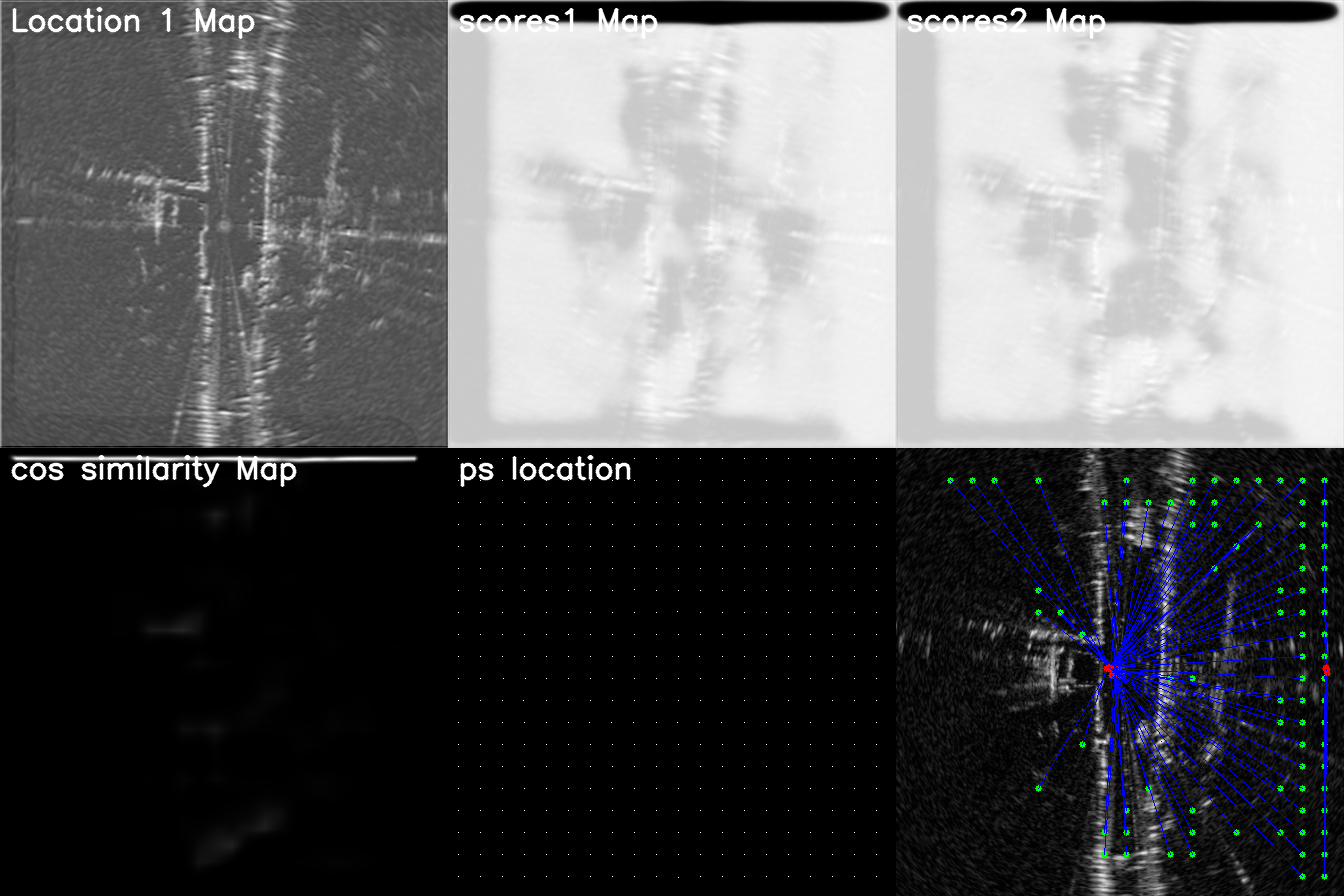 Location 1 Map
scores1 Map
scores2 Map
cos similarity Map
ps location